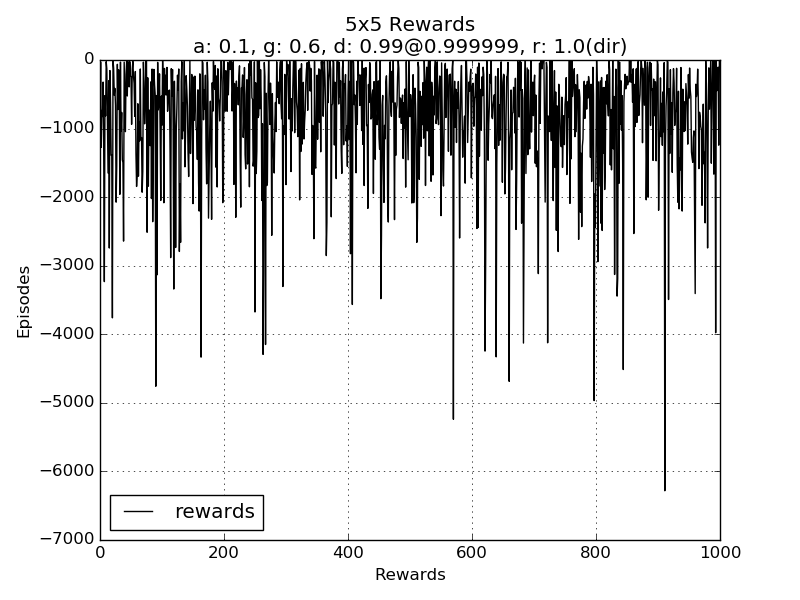 5x5 Rewards
a: 0.1, g: 0.6, d: 0.99@0.999999, r: 1.0(dir)
0
−1000
−2000
−3000
−4000
−5000
−6000
−7000
Episodes
rewards
0 200 400 600 800 1000
Rewards